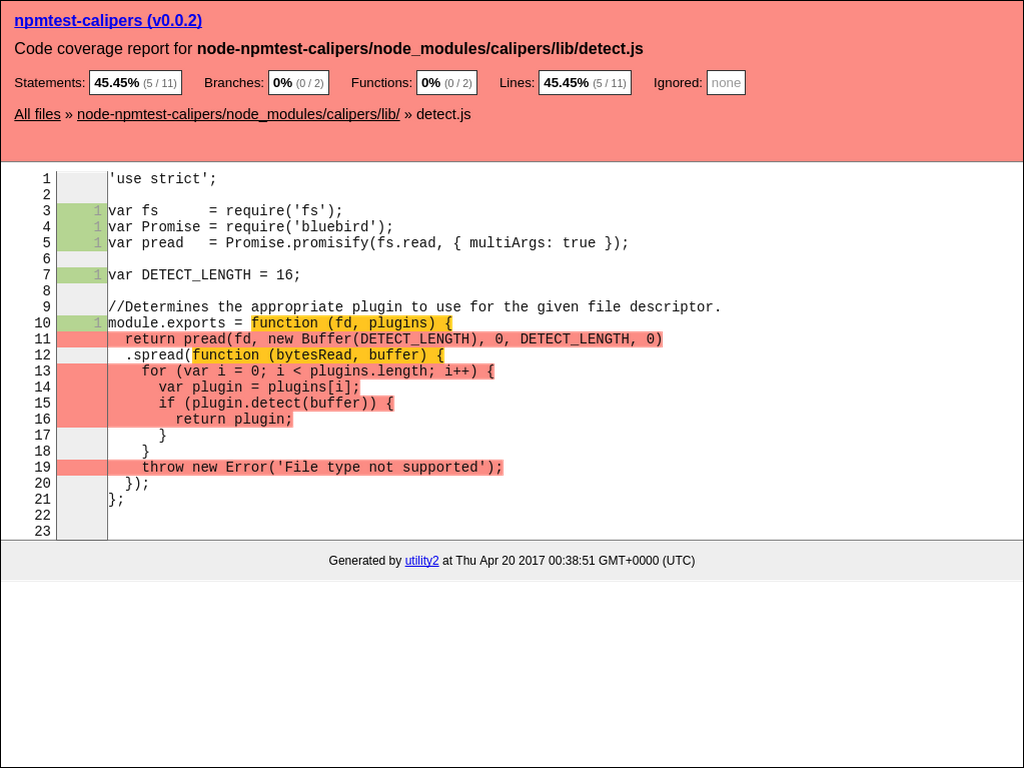 npmtest-calipers (v0.0.2)
Code coverage report for node-npmtest-calipers/node_modules/calipers/lib/detect.js
Statements: 45.45% (5 / 11) Branches: 0% (0 / 2) Functions: 0% (0 / 2) Lines: 45.45% (5 / 11) Ignored: none
All files » node-npmtest-calipers/node_modules/calipers/lib/ » detect.js
1 'use strict';
2
3 1 var fs      = require('fs');
4 1 var Promise = require('bluebird');
5 1 var pread   = Promise.promisify(fs.read, { multiArgs: true });
6
7 1 var DETECT_LENGTH = 16;
8
9 //Determines the appropriate plugin to use for the given file descriptor.
10 1 module.exports = function (fd, plugins) {
11   return pread(fd, new Buffer(DETECT_LENGTH), 0, DETECT_LENGTH, 0)
12   .spread(function (bytesRead, buffer) {
13     for (var i = 0; i < plugins.length; i++) {
14       var plugin = plugins[i];
15       if (plugin.detect(buffer)) {
16         return plugin;
17       }
18     }
19     throw new Error('File type not supported');
20   });
21 };
22
23
Generated by utility2 at Thu Apr 20 2017 00:38:51 GMT+0000 (UTC)